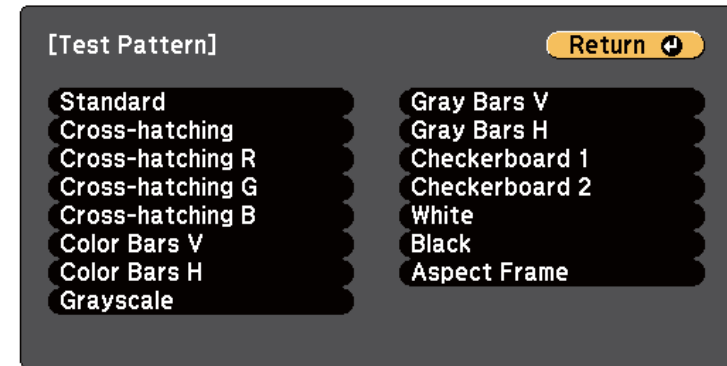 [Test Pattern]
Return
Standard
Cross-hatching
Cross-hatching R
Cross-hatching G
Cross-hatching B
Color Bars V
Color Bars H
Grayscale
Gray Bars V
Gray Bars H
Checkerboard 1
Checkerboard 2
White
Black
Aspect Frame